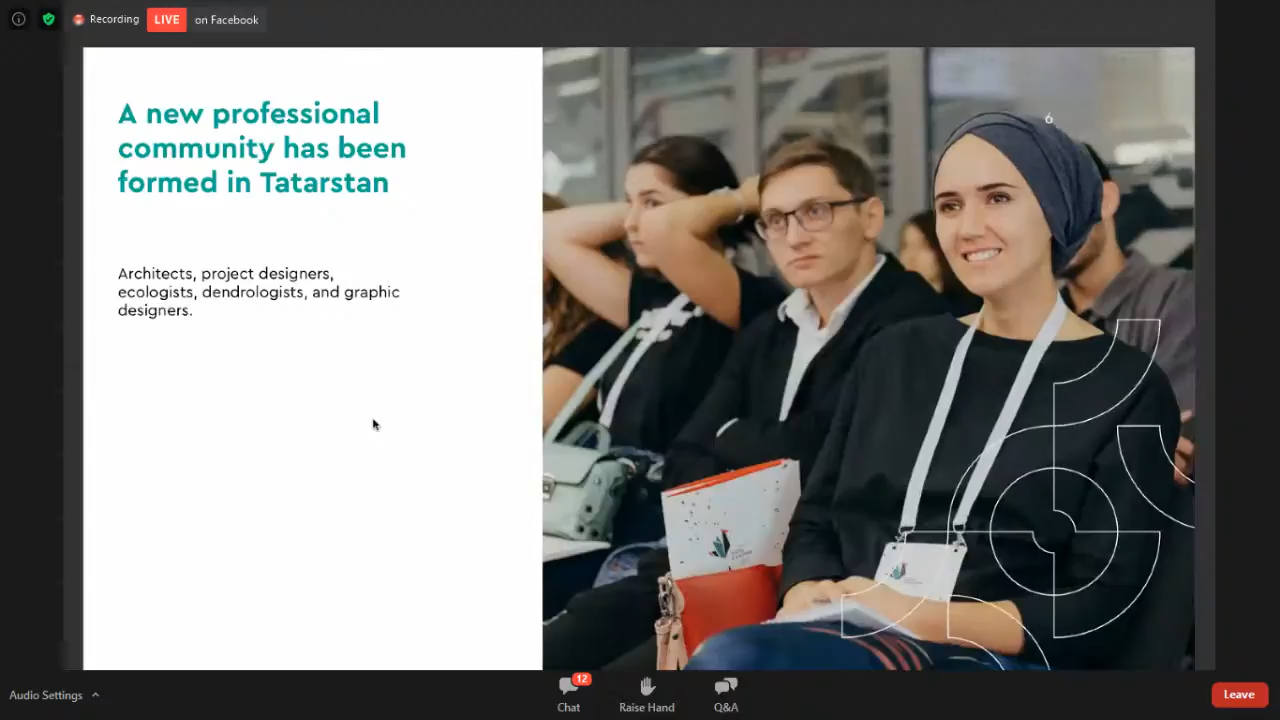 Recording LIVE on Facebook
A new professional
community has been
formed in Tatarstan
6
Architects, project designers,
ecologists, dendrologists, and graphic
designers.
Audio Settings
12
Chat
Raise Hand
Q&A
Leave